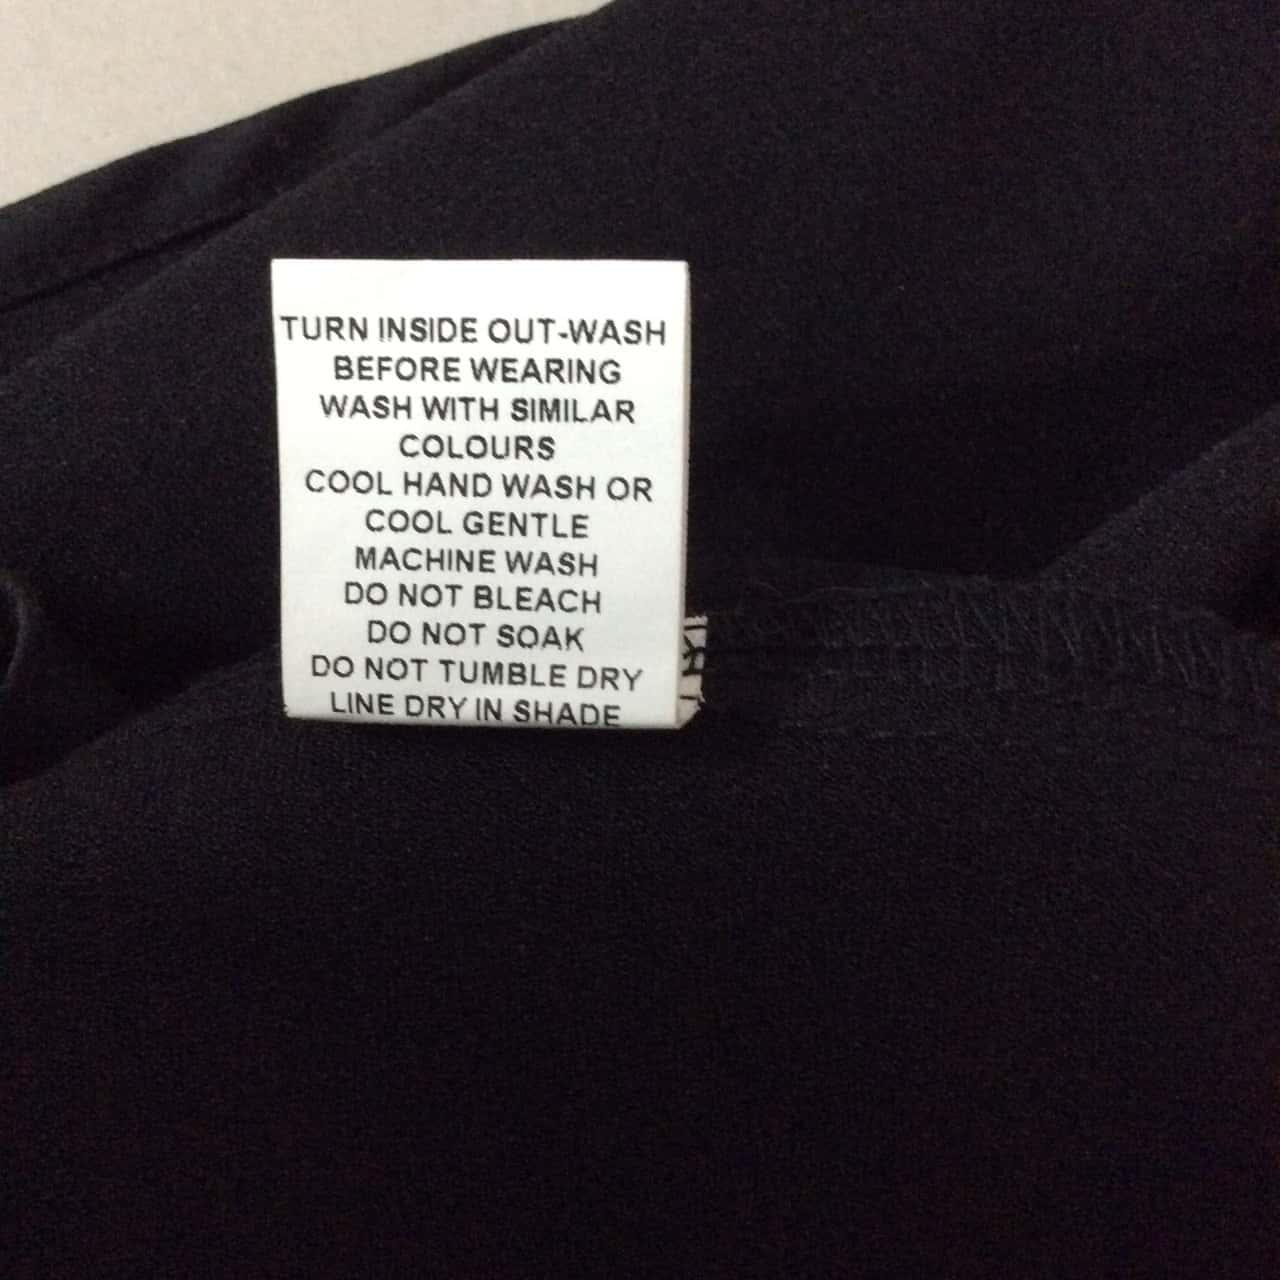 TURN INSIDE OUT-WASH
BEFORE WEARING
WASH WITH SIMILAR
COLOURS
COOL HAND WASH OR
COOL GENTLE
MACHINE WASH
DO NOT BLEACH
DO NOT SOAK
DO NOT TUMBLE DRY
LINE DRY IN SHADE